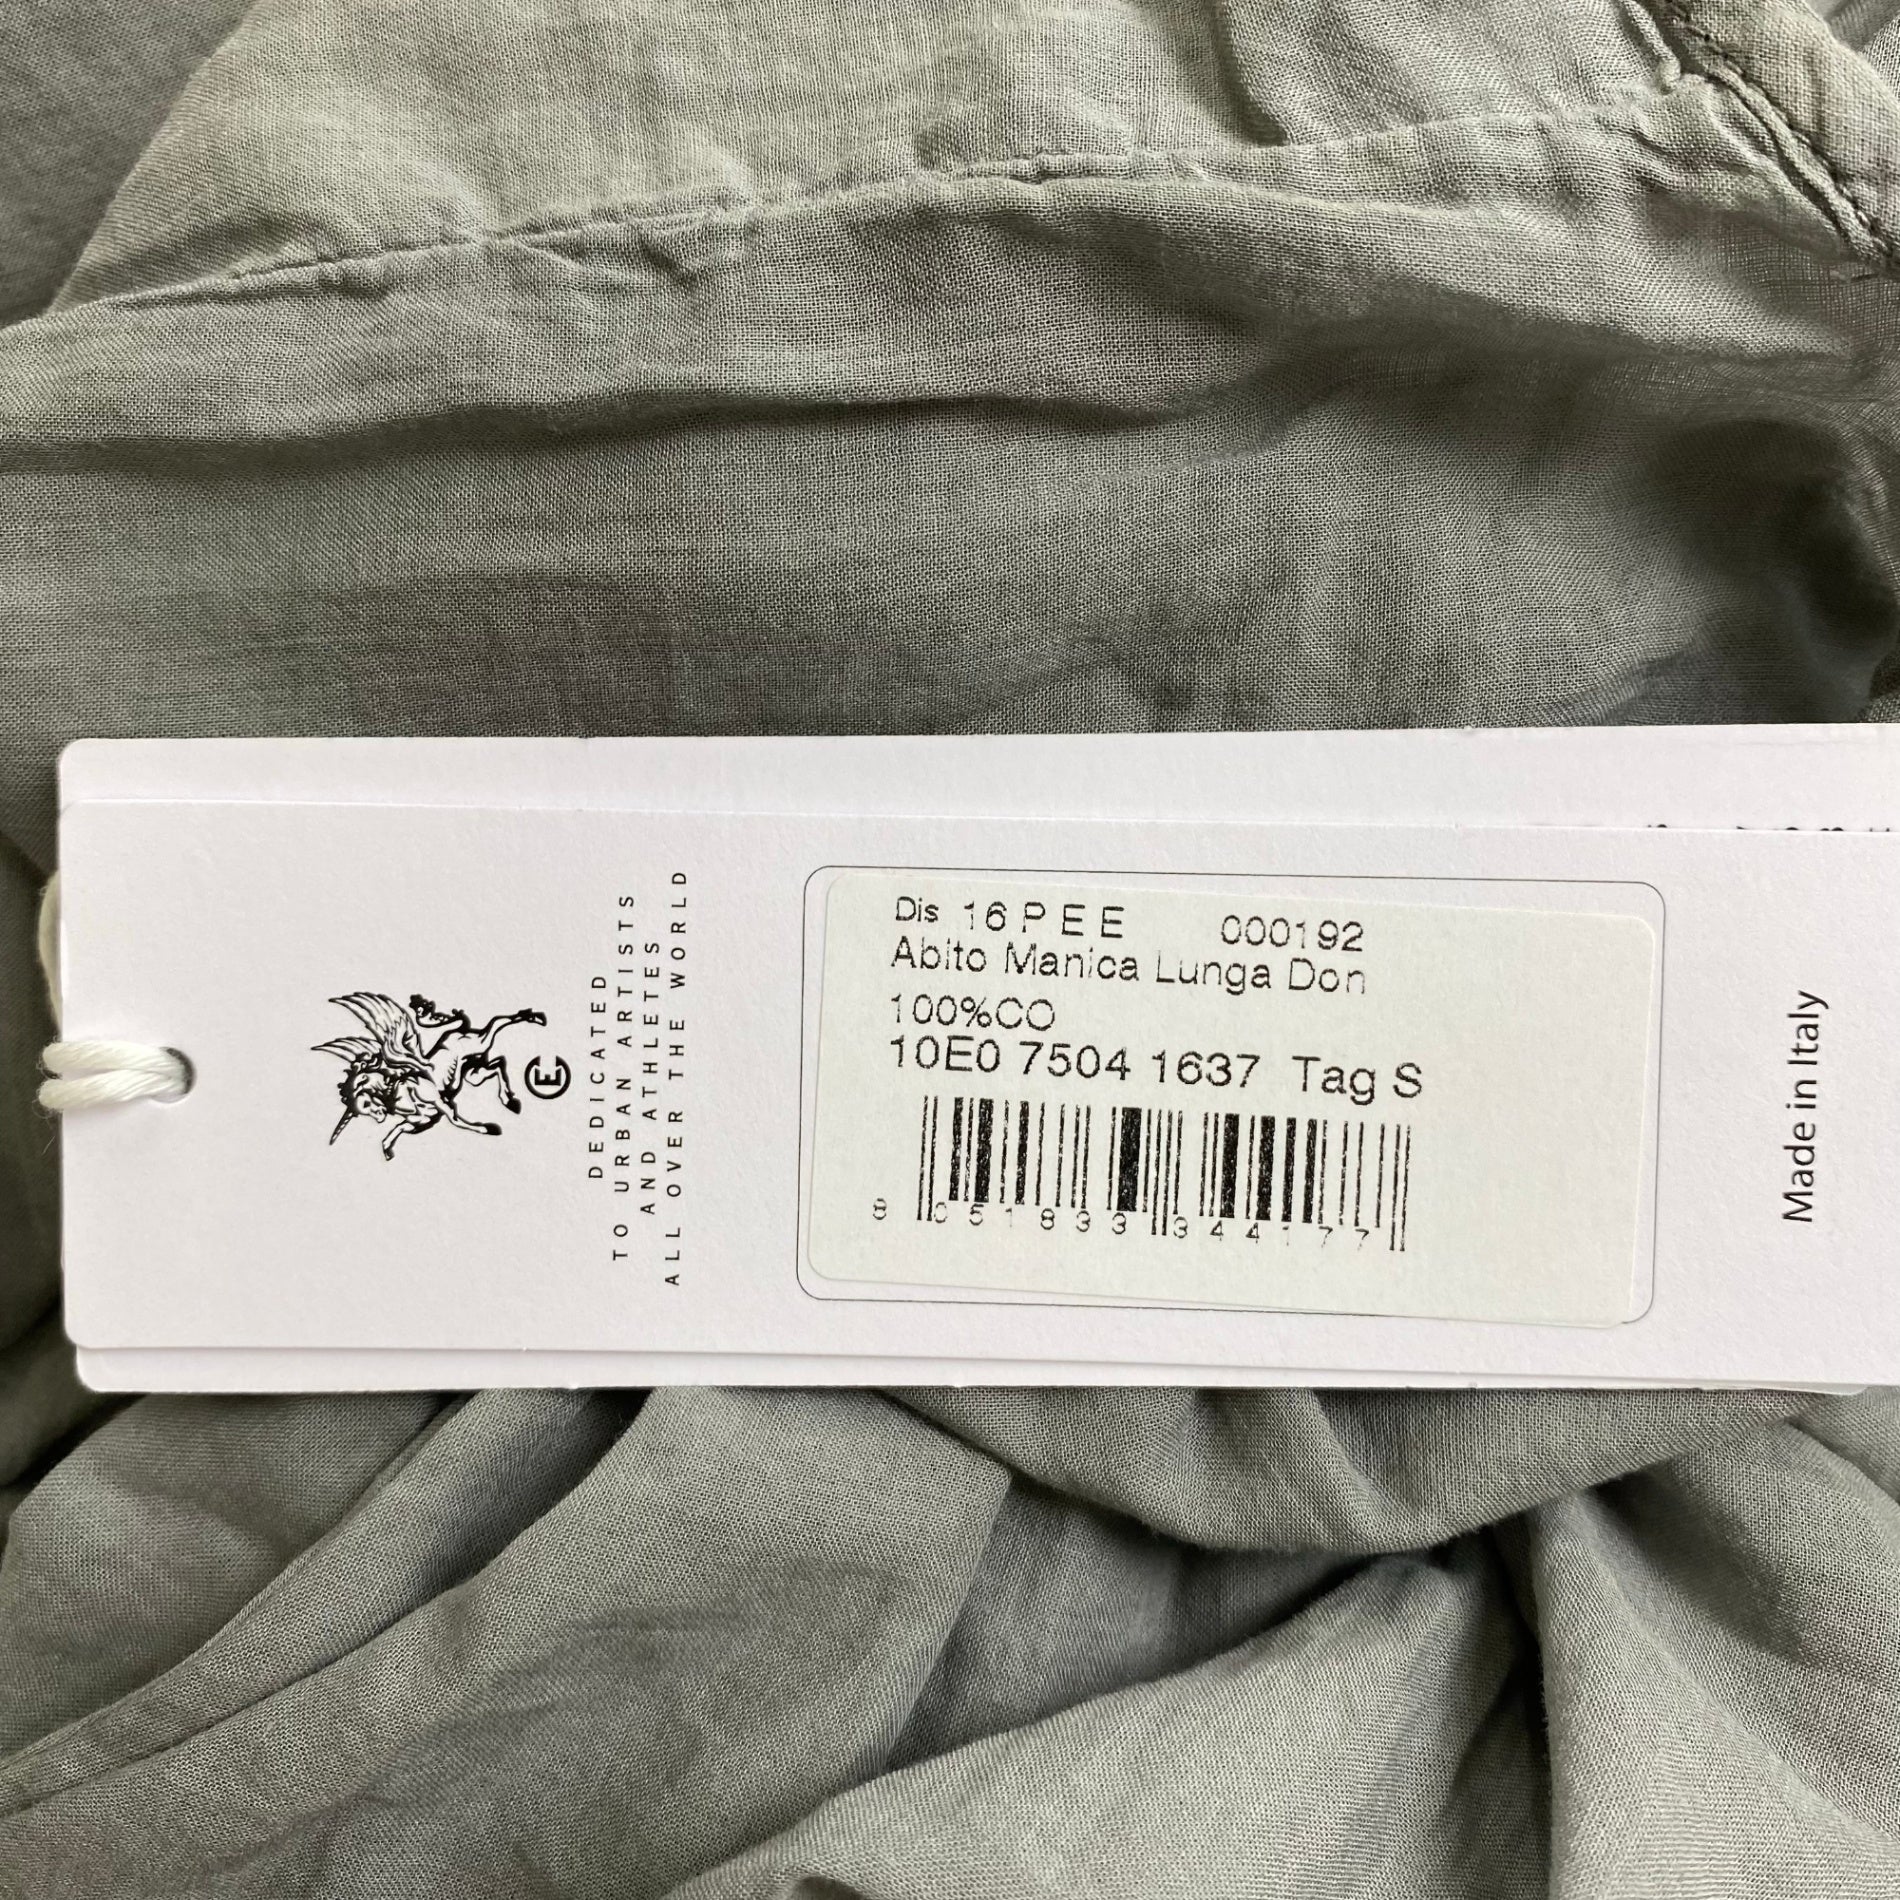 E
DEDICATED
TO URBAN ARTISTS
AND ATHLETES
ALL OVER THE WORLD
Dis 16 P E E 000192
Abito Manica Lunga Don
100%CO
10E0 7504 1637 Tag S
8 051833 344177
Made in Italy